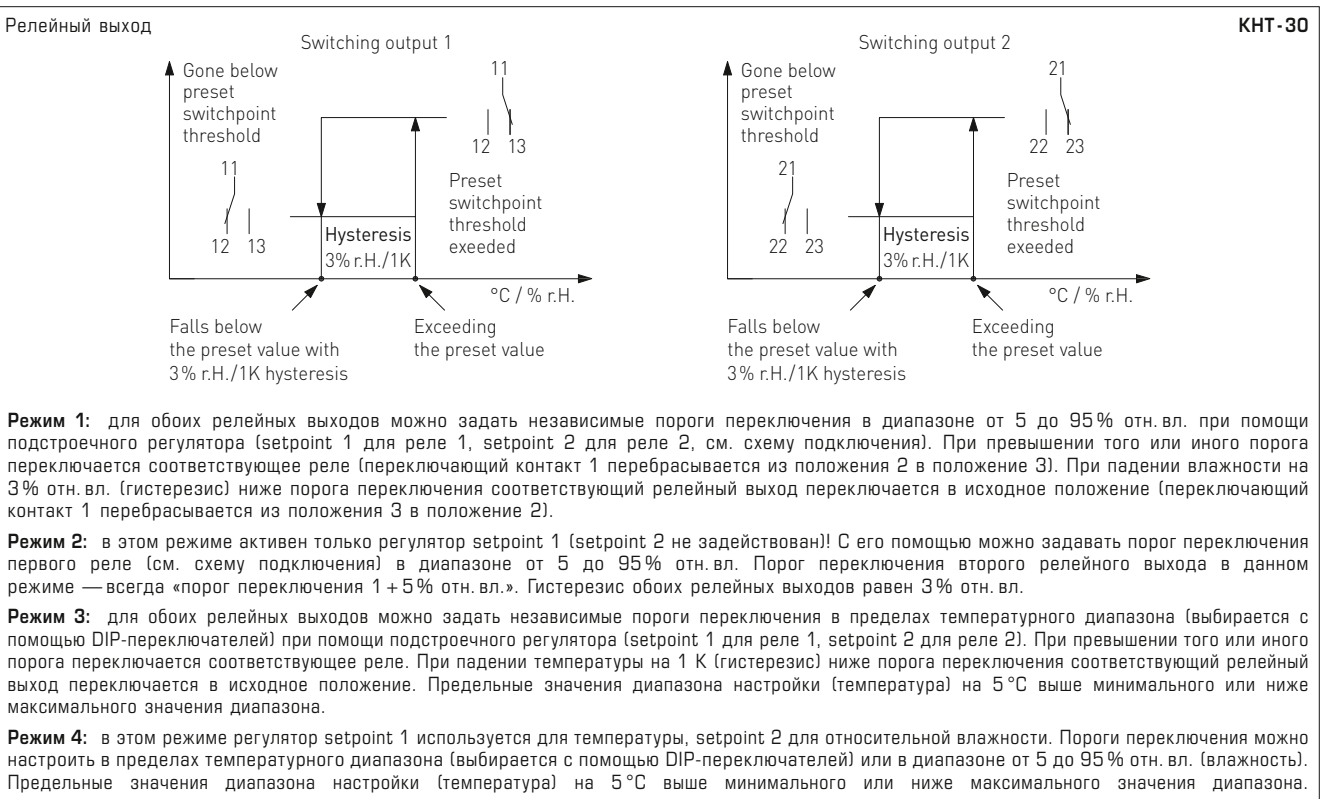 Релейный выход
KHT-30
Switching output 1
Gone below
preset
switchpoint
threshold
11
12 13
11
12 13
Preset
switchpoint
threshold
exeeded
Hysteresis
3% r.H./1K
°C / % r.H.
Falls below
the preset value with
3% r.H./1K hysteresis
Exceeding
the preset value
Switching output 2
Gone below
preset
switchpoint
threshold
21
22 23
21
22 23
Preset
switchpoint
threshold
exeeded
Hysteresis
3% r.H./1K
°C / % r.H.
Falls below
the preset value with
3% r.H./1K hysteresis
Exceeding
the preset value
Режим 1: для обоих релейных выходов можно задать независимые пороги переключения в диапазоне от 5 до 95% отн. вл. при помощи
подстроечного регулятора (setpoint 1 для реле 1, setpoint 2 для реле 2, см. схему подключения). При превышении того или иного порога
переключается соответствующее реле (переключающий контакт 1 перебрасывается из положения 2 в положение 3). При падении влажности на
3% отн. вл. (гистерезис) ниже порога переключения соответствующий релейный выход переключается в исходное положение (переключающий
контакт 1 перебрасывается из положения 3 в положение 2).
Режим 2: в этом режиме активен только регулятор setpoint 1 (setpoint 2 не задействован)! С его помощью можно задавать порог переключения
первого реле (см. схему подключения) в диапазоне от 5 до 95% отн. вл. Порог переключения второго релейного выхода в данном
режиме — всегда «порог переключения 1 + 5% отн. вл.». Гистерезис обоих релейных выходов равен 3% отн. вл.
Режим 3: для обоих релейных выходов можно задать независимые пороги переключения в пределах температурного диапазона (выбирается с
помощью DIP-переключателей) при помощи подстроечного регулятора (setpoint 1 для реле 1, setpoint 2 для реле 2). При превышении того или иного
порога переключается соответствующее реле. При падении температуры на 1 К (гистерезис) ниже порога переключения соответствующий релейный
выход переключается в исходное положение. Предельные значения диапазона настройки (температура) на 5 °C выше минимального или ниже
максимального значения диапазона.
Режим 4: в этом режиме регулятор setpoint 1 используется для температуры, setpoint 2 для относительной влажности. Пороги переключения можно
настроить в пределах температурного диапазона (выбирается с помощью DIP-переключателей) или в диапазоне от 5 до 95% отн. вл. (влажность).
Предельные значения диапазона настройки (температура) на 5 °C выше минимального или ниже максимального значения диапазона.